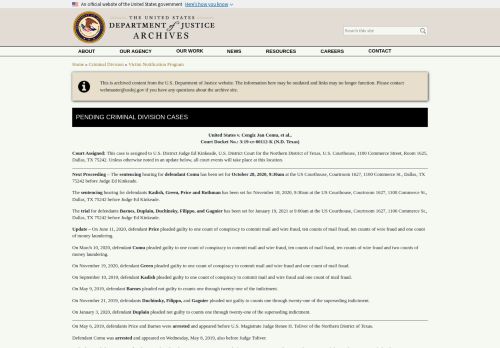 An official website of the United States government Here's how you know
THE UNITED STATES
DEPARTMENT of JUSTICE
ARCHIVES
Search this site
ABOUT OUR AGENCY OUR WORK NEWS RESOURCES CAREERS CONTACT
Home » Criminal Division » Victim Notification Program
This is archived content from the U.S. Department of Justice website. The information here may be outdated and links may no longer function. Please contact
webmaster@usdoj.gov if you have any questions about the archive site.
PENDING CRIMINAL DIVISION CASES
United States v. Cengiz Jan Comu, et al.,
Court Docket No.: 3:19-cr-00112-K (N.D. Texas)
Court Assigned: This case is assigned to U.S. District Judge Ed Kinkeade, U.S. District Court for the Northern District of Texas, U.S. Courthouse, 1100 Commerce Street, Room 1625,
Dallas, TX 75242. Unless otherwise noted in an update below, all court events will take place at this location.
Next Proceeding – The sentencing hearing for defendant Comu has been set for October 28, 2020, 9:30am at the US Courthouse, Courtroom 1627, 1100 Commerce St., Dallas, TX
75242 before Judge Ed Kinkeade.
The sentencing hearing for defendants Kadish, Green, Price and Rothman has been set for November 18, 2020, 9:30am at the US Courthouse, Courtroom 1627, 1100 Commerce St.,
Dallas, TX 75242 before Judge Ed Kinkeade.
The trial for defendants Barnes, Duplain, Duchinsky, Filippo, and Gagnier has been set for January 19, 2021 at 9:00am at the US Courthouse, Courtroom 1627, 1100 Commerce St.,
Dallas, TX 75242 before Judge Ed Kinkeade.
Update – On June 11, 2020, defendant Price pleaded guilty to one count of conspiracy to commit mail and wire fraud, ten counts of mail fraud, ten counts of wire fraud and one count
of money laundering.
On March 10, 2020, defendant Comu pleaded guilty to one count of conspiracy to commit mail and wire fraud, ten counts of mail fraud, ten counts of wire fraud and two counts of
money laundering.
On November 19, 2019, defendant Green pleaded guilty to one count of conspiracy to commit mail and wire fraud and one count of mail fraud.
On September 10, 2019, defendant Kadish pleaded guilty to one count of conspiracy to commit mail and wire fraud and one count of mail fraud.
On May 9, 2019, defendant Barnes pleaded not guilty to counts one through twenty-one of the indictment.
On November 21, 2019, defendants Duchinsky, Filippo, and Gagnier pleaded not guilty to counts one through twenty-one of the superseding indictment.
On January 3, 2020, defendant Duplain pleaded not guilty to counts one through twenty-one of the superseding indictment.
On May 6, 2019, defendants Price and Barnes were arrested and appeared before U.S. Magistrate Judge Renee H. Toliver of the Northern District of Texas.
Defendant Comu was arrested and appeared on Wednesday, May 8, 2019, also before Judge Toliver.